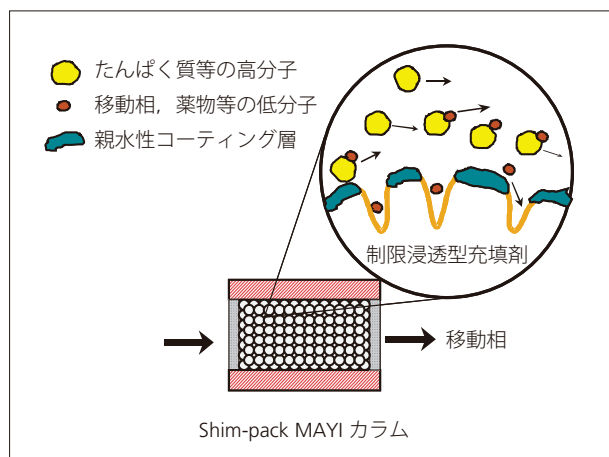 たんぱく質等の高分子
移動相，薬物等の低分子
親水性コーティング層
制限浸透型充填剤
移動相
Shim-pack MAYI カラム